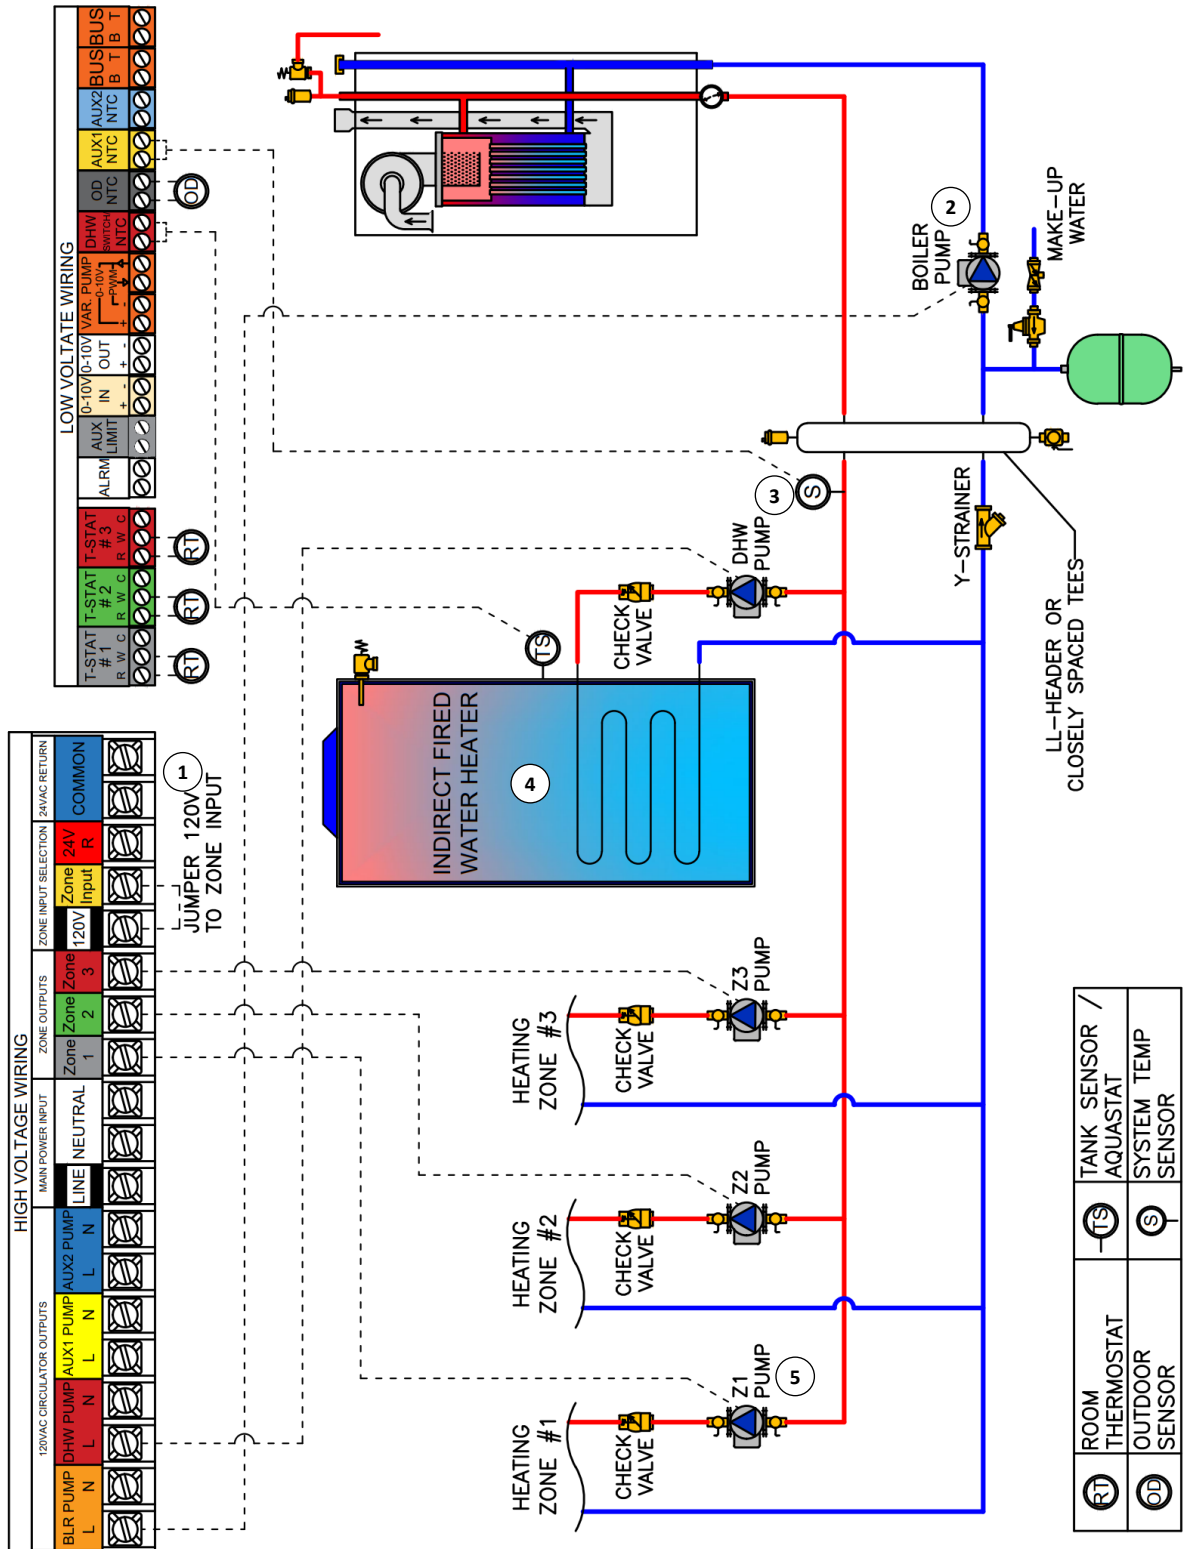 LOW VOLTATE WIRING
T-STAT
# 1
R W C
T-STAT
# 2
R W C
T-STAT
# 3
R W C
ALRM
AUX
LIMIT
0-10V
IN
+ -
0-10V
OUT
+ -
VAR. PUMP
0-10V
PWM
+ -
DHW
SWITCH/
NTC
OD
NTC
AUX1
NTC
AUX2
NTC
BUS
B T
BUS
B T
RT
RT
RT
OD
HIGH VOLTAGE WIRING
120VAC CIRCULATOR OUTPUTS
MAIN POWER INPUT
ZONE OUTPUTS
ZONE INPUT SELECTION
24VAC RETURN
BLR PUMP
L N
DHW PUMP
L N
AUX1 PUMP
L N
AUX2 PUMP
L N
LINE
NEUTRAL
Zone
1
Zone
2
Zone
3
120V
Zone
Input
24V
R
COMMON
1
JUMPER 120V
TO ZONE INPUT
INDIRECT FIRED
WATER HEATER
4
TS
CHECK
VALVE
DHW
PUMP
3
S
BOILER
PUMP
2
MAKE-UP
WATER
Y-STRAINER
LL-HEADER OR
CLOSELY SPACED TEES
HEATING
ZONE #1
CHECK
VALVE
Z1
PUMP
5
HEATING
ZONE #2
CHECK
VALVE
Z2
PUMP
HEATING
ZONE #3
CHECK
VALVE
Z3
PUMP
RT
ROOM
THERMOSTAT
TS
TANK SENSOR /
AQUASTAT
OD
OUTDOOR
SENSOR
S
SYSTEM TEMP
SENSOR